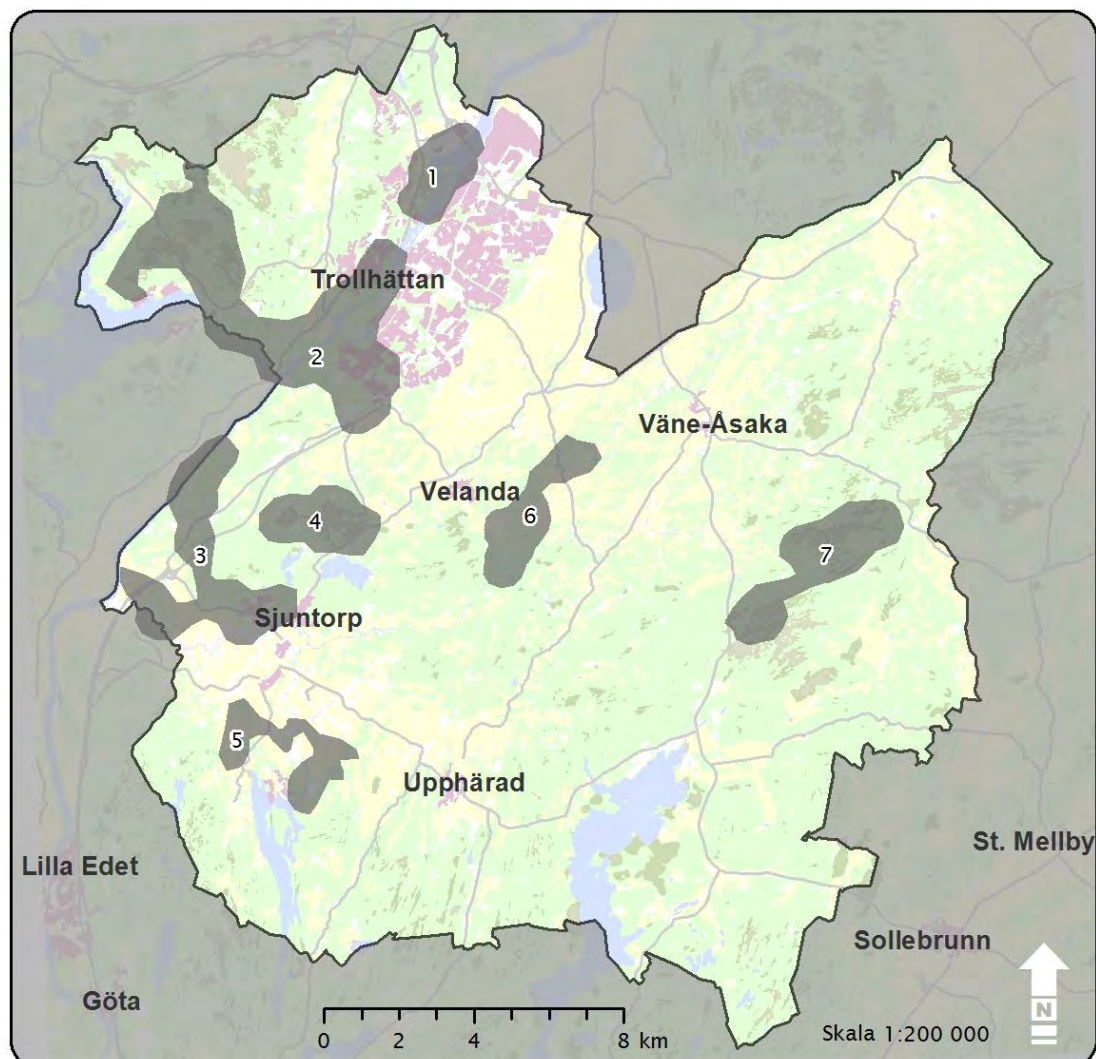 1
Trollhättan
2
Väne-Åsaka
Velanda
4
6
3
7
Sjuntorp
5
Upphärad
Lilla Edet
St. Mellby
Sollebrunn
Göta
0 2 4 8 km
Skala 1:200 000
N